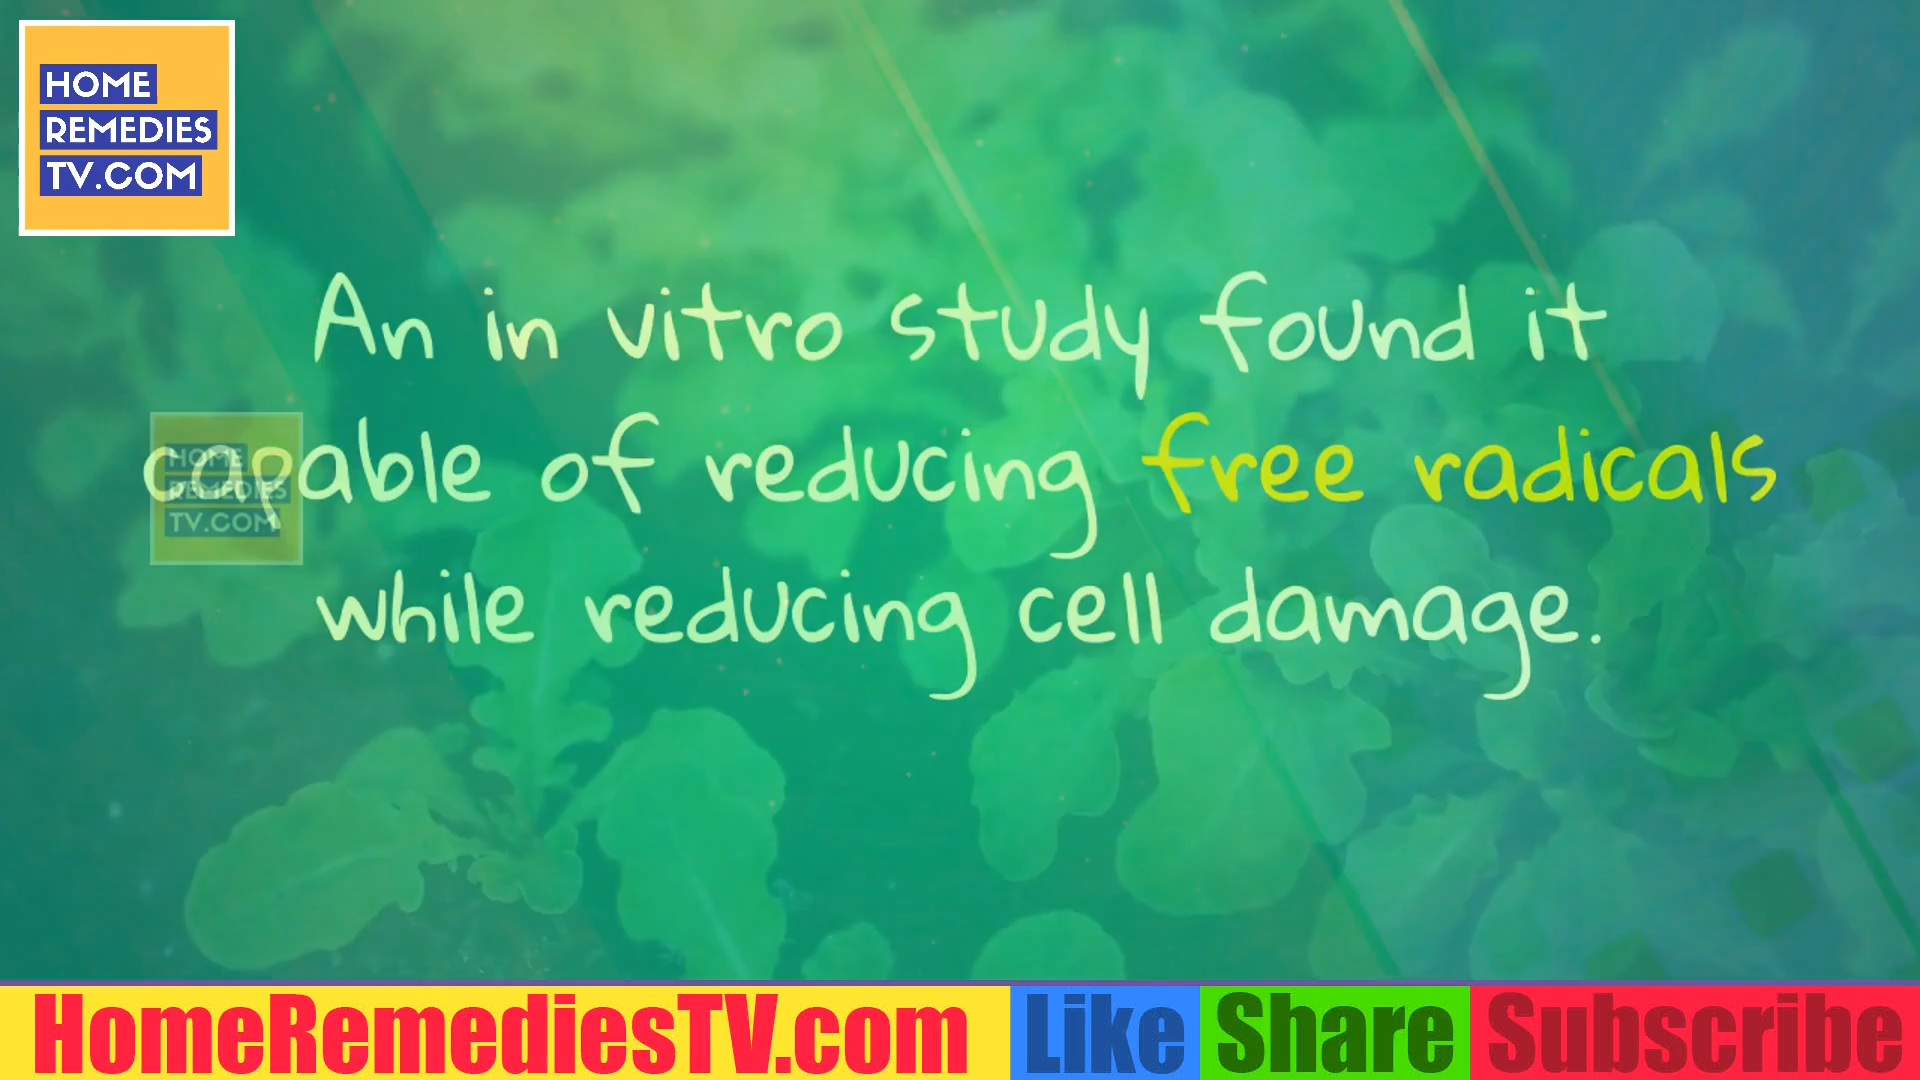 HOME
REMEDIES
TV.COM
An in vitro study found it
capable of reducing free radicals
while reducing cell damage.
HOME
REMEDIES
TV.COM
HomeRemediesTV.com
Like
Share
Subscribe